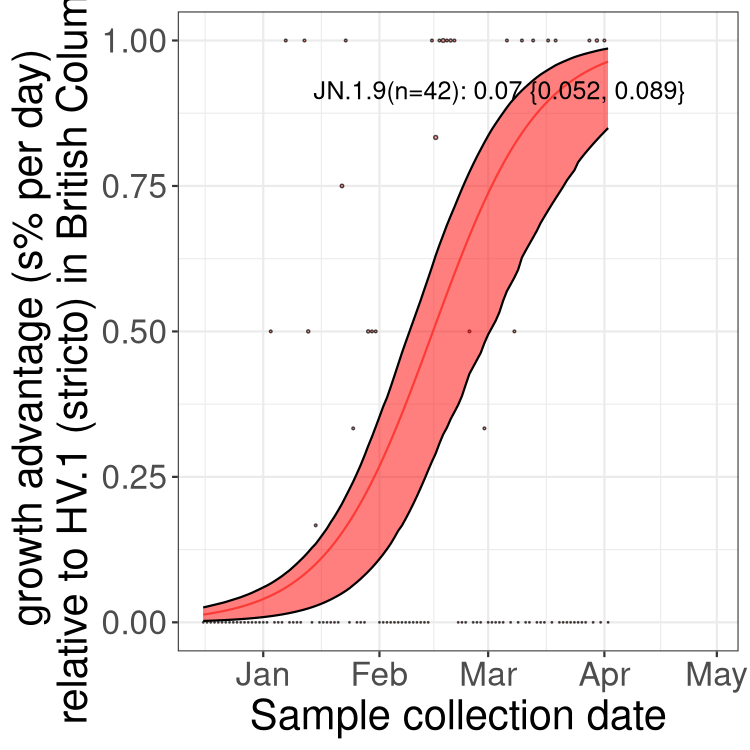 growth advantage (s% per day)
relative to HV.1 (stricto) in British Colum
1.00
0.75
0.50
0.25
0.00
JN.1.9(n=42): 0.07 {0.052, 0.089}
Jan Feb Mar Apr May
Sample collection date